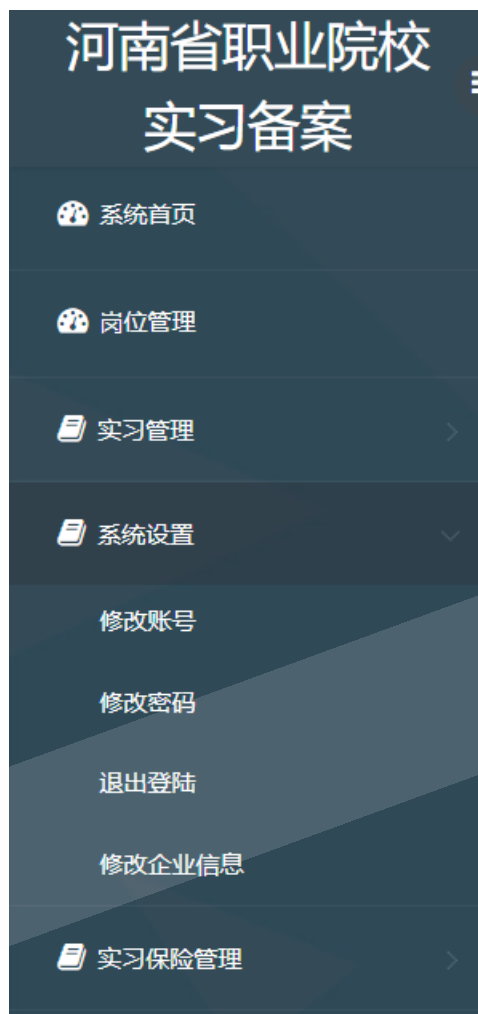 河南省职业院校
实习备案
系统首页
岗位管理
实习管理
系统设置
修改账号
修改密码
退出登陆
修改企业信息
实习保险管理